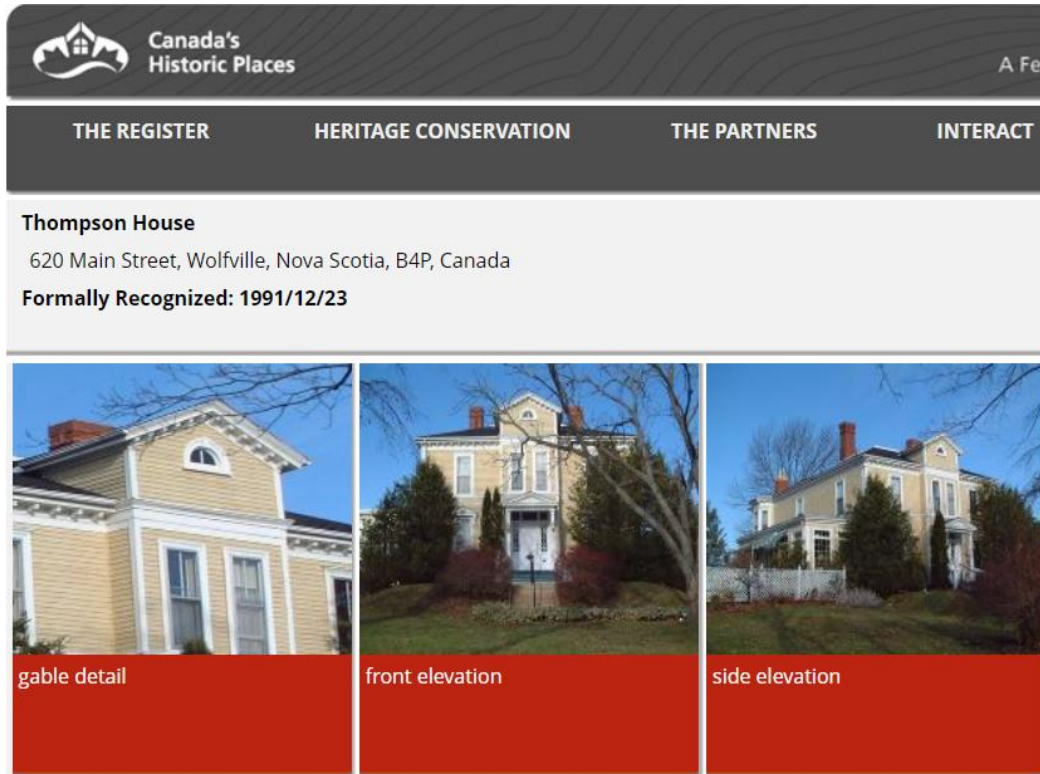 Canada's
Historic Places
A Fe
THE REGISTER HERITAGE CONSERVATION THE PARTNERS INTERACT
Thompson House
620 Main Street, Wolfville, Nova Scotia, B4P, Canada
Formally Recognized: 1991/12/23
gable detail
front elevation
side elevation